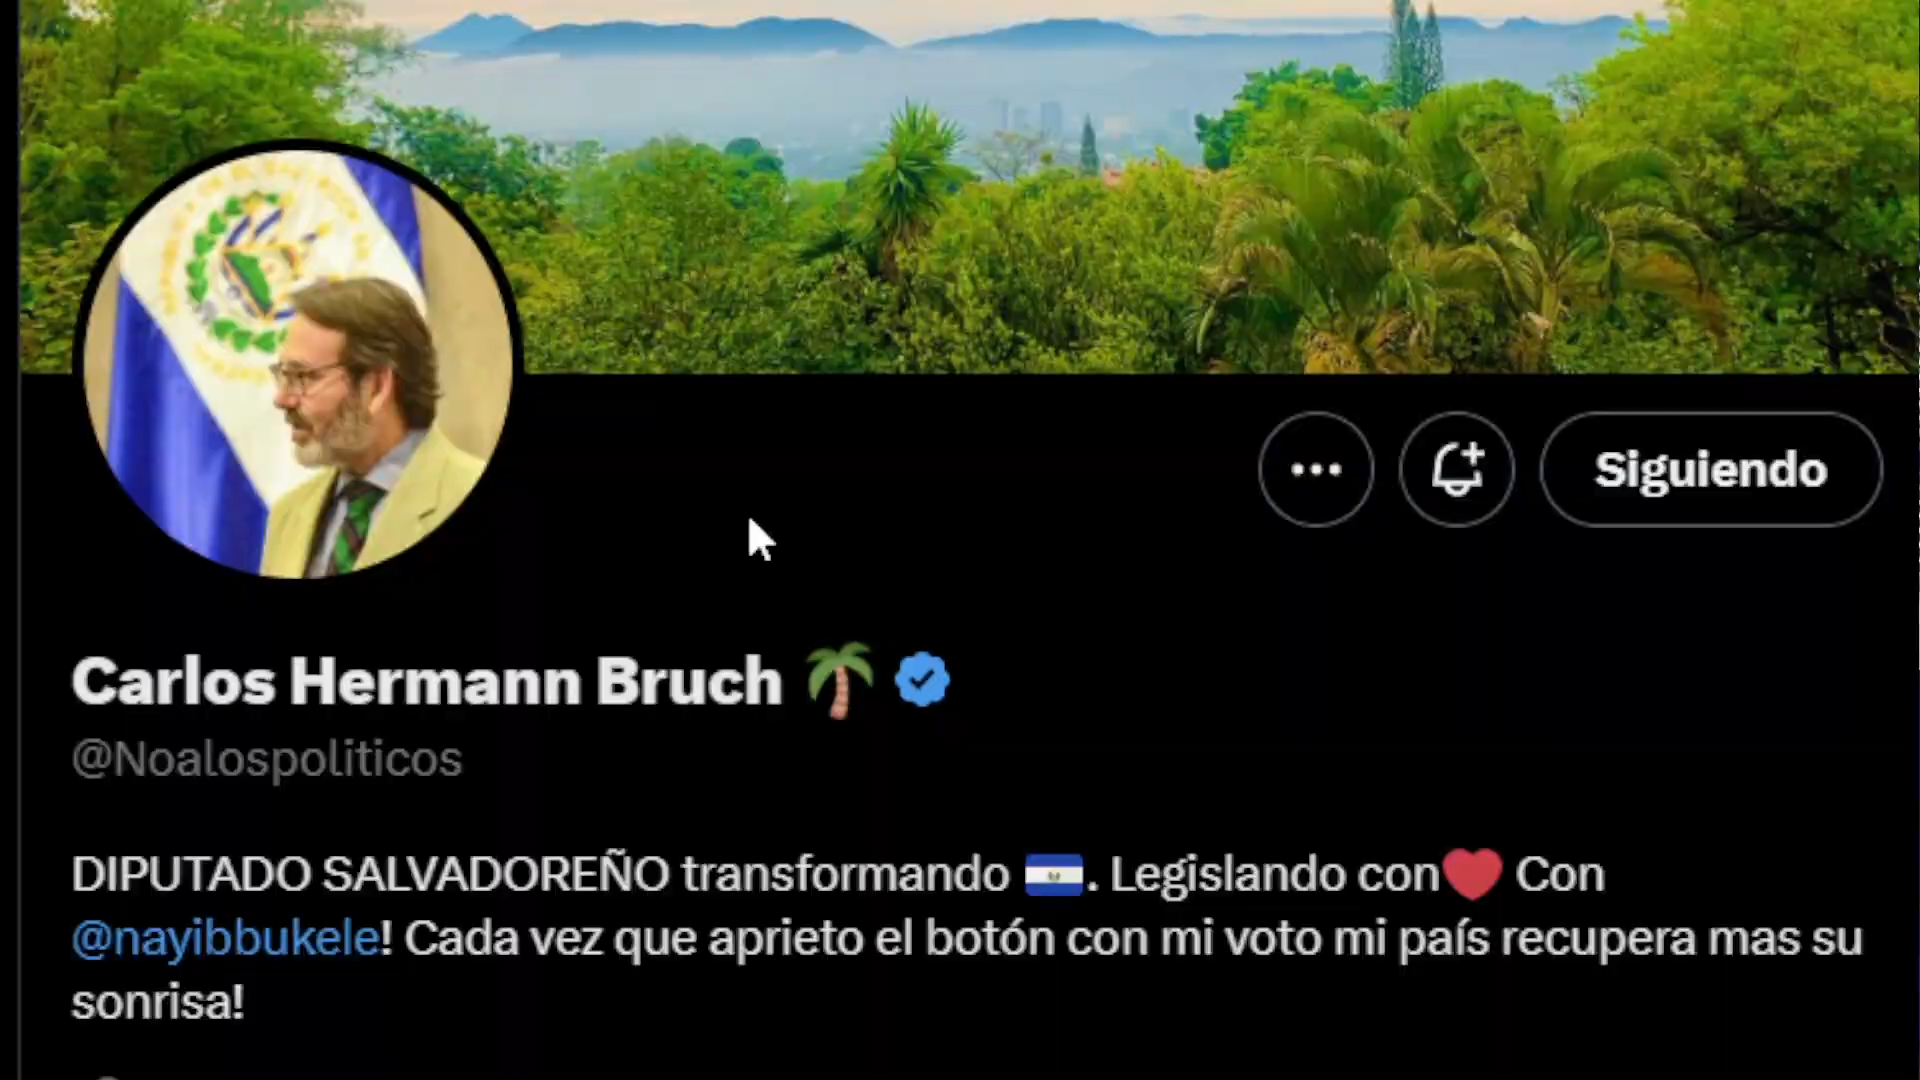 Siguiendo
Carlos Hermann Bruch 🌴
@Noalospoliticos
DIPUTADO SALVADOREÑO transformando 🇸🇻. Legislando con❤️ Con
@nayibbukele! Cada vez que aprieto el botón con mi voto mi país recupera mas su
sonrisa!